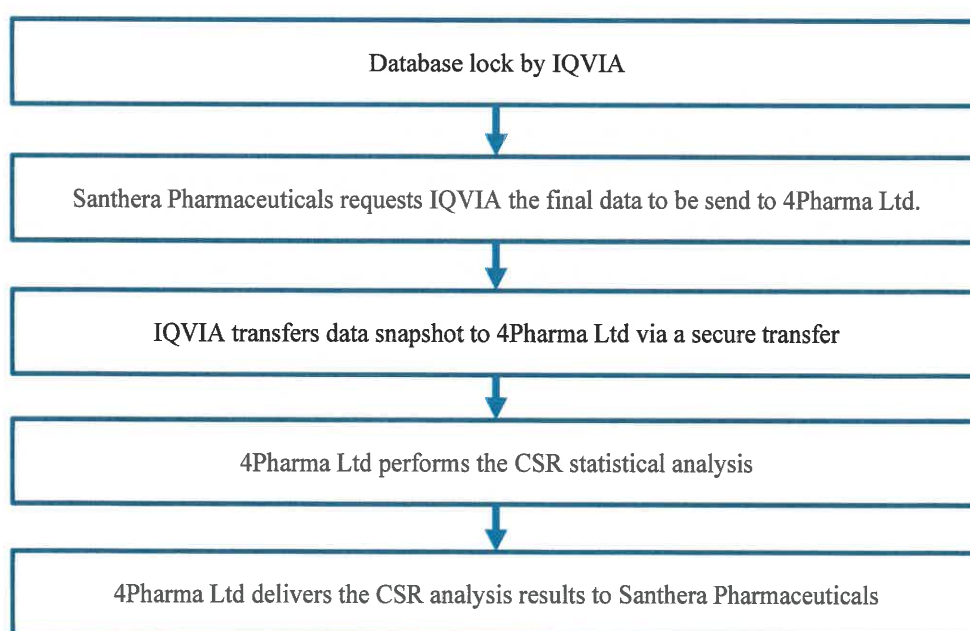 Database lock by IQVIA
Santhera Pharmaceuticals requests IQVIA the final data to be send to 4Pharma Ltd.
IQVIA transfers data snapshot to 4Pharma Ltd via a secure transfer
4Pharma Ltd performs the CSR statistical analysis
4Pharma Ltd delivers the CSR analysis results to Santhera Pharmaceuticals